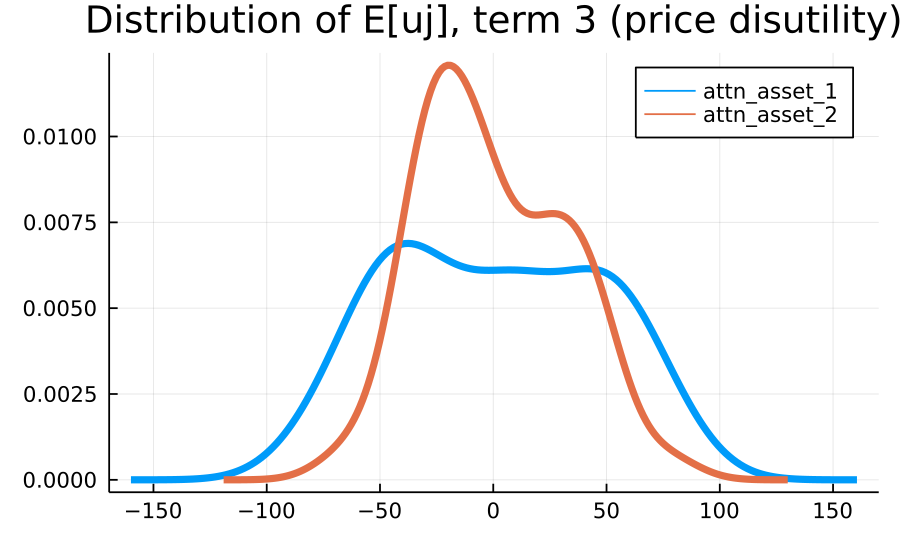 Distribution of E[uj], term 3 (price disutility)
attn_asset_1
attn_asset_2
0.0100
0.0075
0.0050
0.0025
0.0000
−150 −100 −50 0 50 100 150